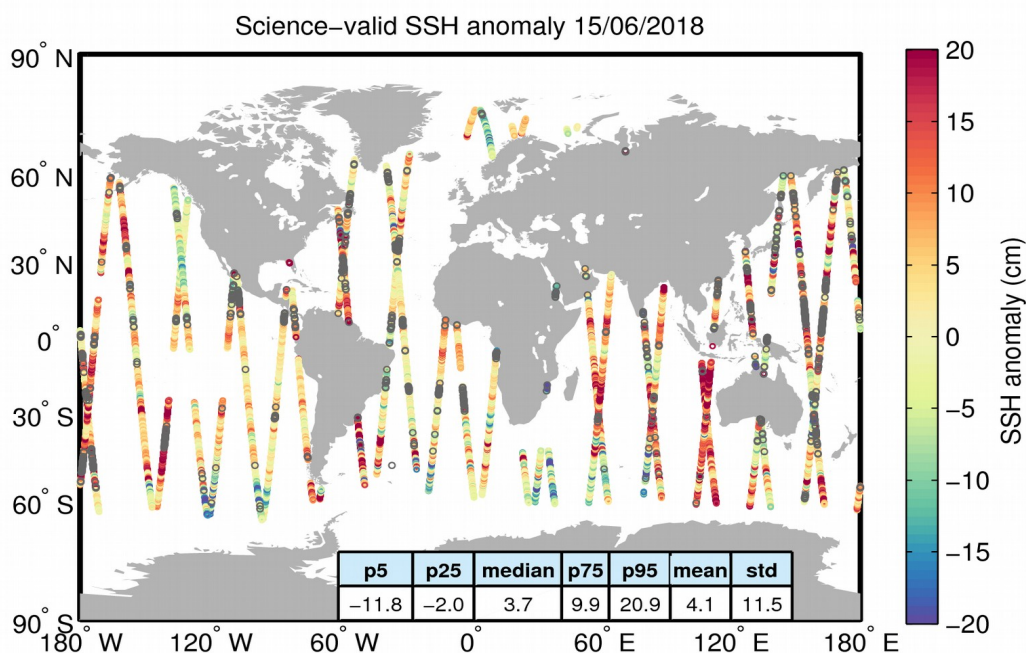 Science−valid SSH anomaly 15/06/2018
90° N
60° N
30° N
0°
30° S
60° S
90° S
180° W
120° W
60° W
0°
60° E
120° E
180° E
p5 p25 median p75 p95 mean std
−11.8 −2.0 3.7 9.9 20.9 4.1 11.5
20
15
10
5
0
−5
−10
−15
−20
SSH anomaly (cm)